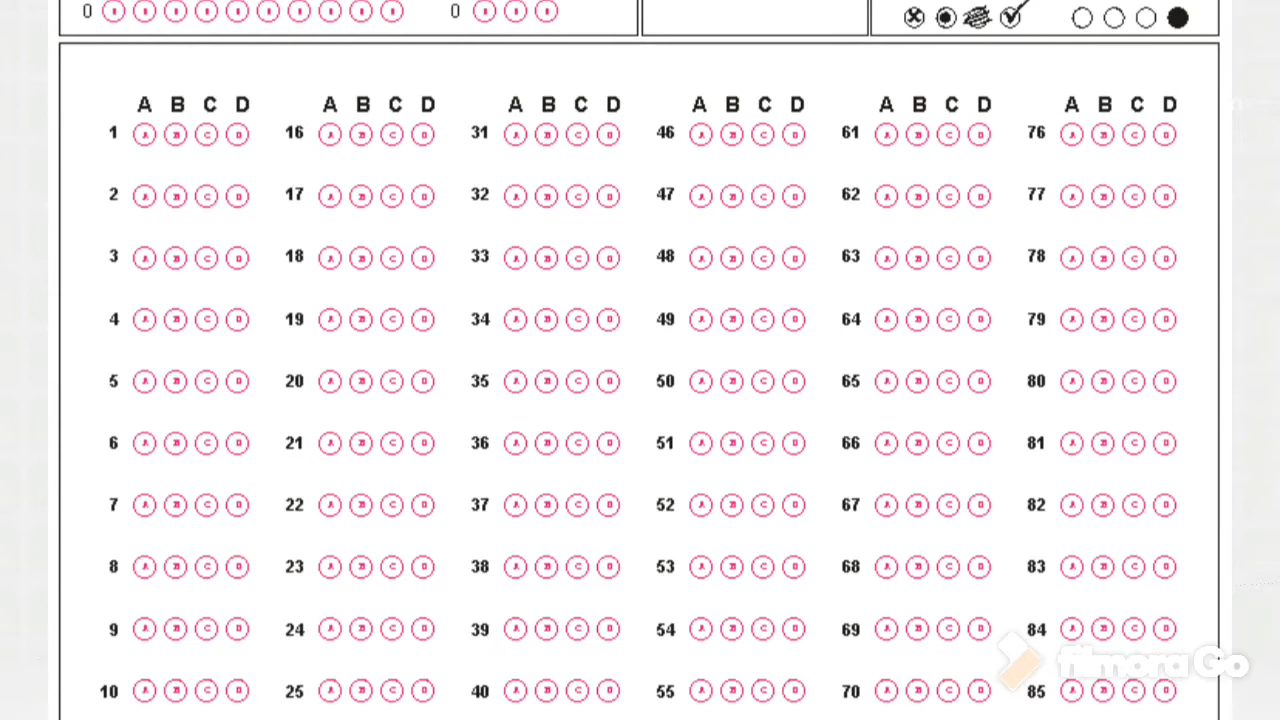 0
0
A B C D A B C D A B C D A B C D A B C D A B C D
1 A B C D 16 A B C D 31 A B C D 46 A B C D 61 A B C D 76 A B C D
2 A B C D 17 A B C D 32 A B C D 47 A B C D 62 A B C D 77 A B C D
3 A B C D 18 A B C D 33 A B C D 48 A B C D 63 A B C D 78 A B C D
4 A B C D 19 A B C D 34 A B C D 49 A B C D 64 A B C D 79 A B C D
5 A B C D 20 A B C D 35 A B C D 50 A B C D 65 A B C D 80 A B C D
6 A B C D 21 A B C D 36 A B C D 51 A B C D 66 A B C D 81 A B C D
7 A B C D 22 A B C D 37 A B C D 52 A B C D 67 A B C D 82 A B C D
8 A B C D 23 A B C D 38 A B C D 53 A B C D 68 A B C D 83 A B C D
9 A B C D 24 A B C D 39 A B C D 54 A B C D 69 A B C D 84 A B C D
10 A B C D 25 A B C D 40 A B C D 55 A B C D 70 A B C D 85 A B C D
filmora Go